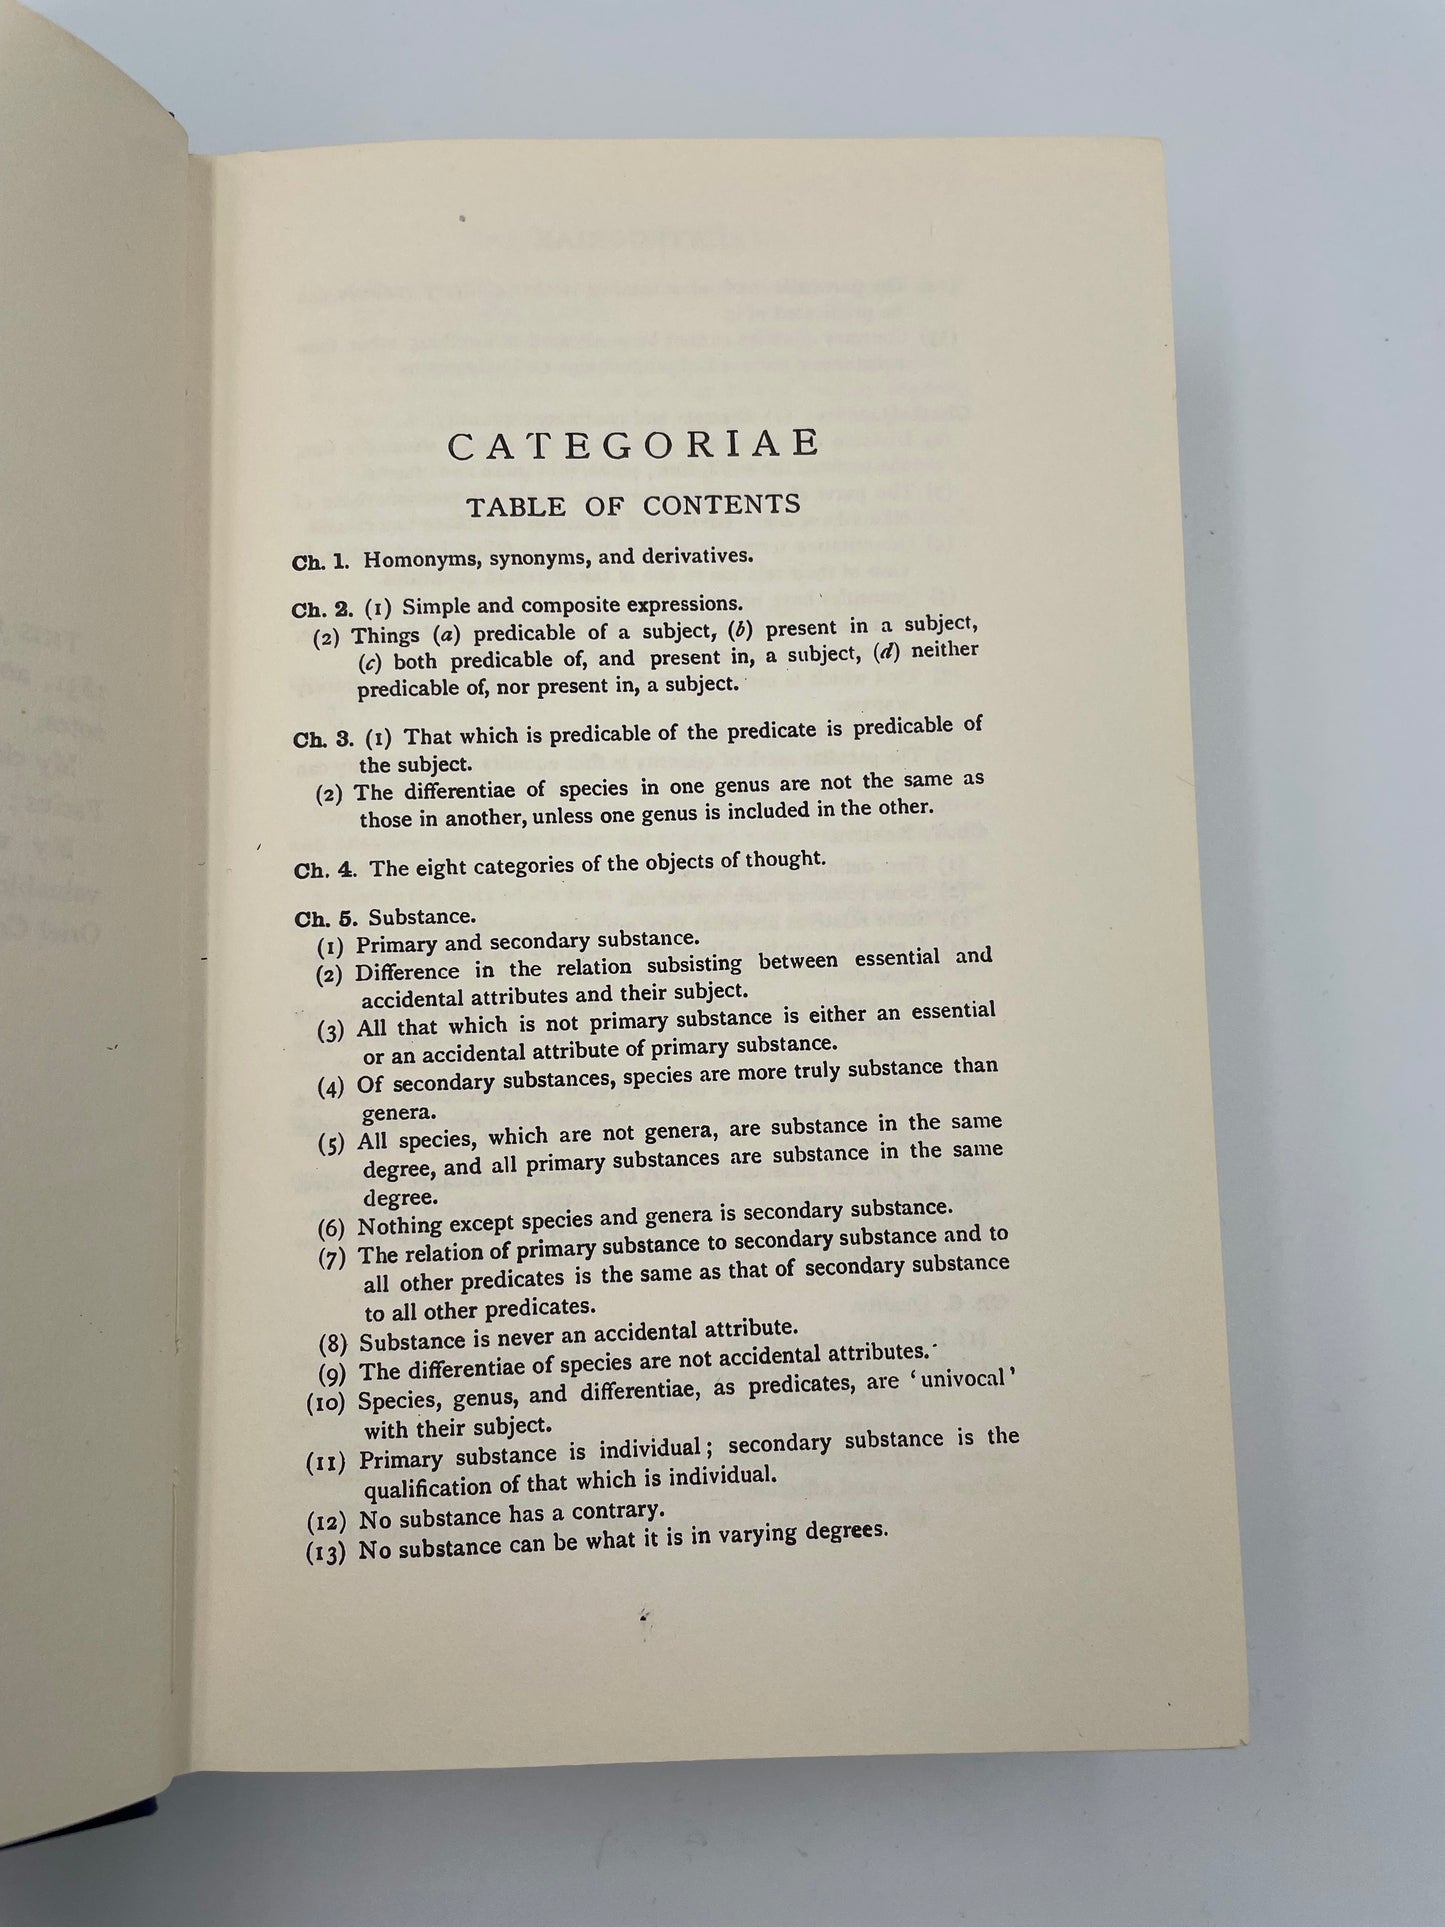 CATEGORIAE
TABLE OF CONTENTS
Ch. 1. Homonyms, synonyms, and derivatives.
Ch. 2. (1) Simple and composite expressions.
(2) Things (a) predicable of a subject, (b) present in a subject,
(c) both predicable of, and present in, a subject, (d) neither
predicable of, nor present in, a subject.
Ch. 3. (1) That which is predicable of the predicate is predicable of
the subject.
(2) The differentiae of species in one genus are not the same as
those in another, unless one genus is included in the other.
Ch. 4. The eight categories of the objects of thought.
Ch. 5. Substance.
(1) Primary and secondary substance.
(2) Difference in the relation subsisting between essential and
accidental attributes and their subject.
(3) All that which is not primary substance is either an essential
or an accidental attribute of primary substance.
(4) Of secondary substances, species are more truly substance than
genera.
(5) All species, which are not genera, are substance in the same
degree, and all primary substances are substance in the same
degree.
(6) Nothing except species and genera is secondary substance.
(7) The relation of primary substance to secondary substance and to
all other predicates is the same as that of secondary substance
to all other predicates.
(8) Substance is never an accidental attribute.
(9) The differentiae of species are not accidental attributes.
(10) Species, genus, and differentiae, as predicates, are ‘univocal’
with their subject.
(11) Primary substance is individual; secondary substance is the
qualification of that which is individual.
(12) No substance has a contrary.
(13) No substance can be what it is in varying degrees.